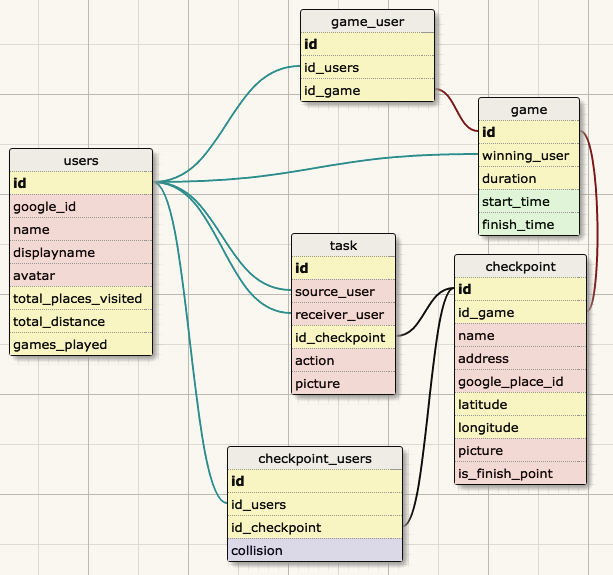 game_user
id
id_users
id_game
game
id
winning_user
duration
start_time
finish_time
users
id
google_id
name
displayname
avatar
total_places_visited
total_distance
games_played
task
id
source_user
receiver_user
id_checkpoint
action
picture
checkpoint
id
id_game
name
address
google_place_id
latitude
longitude
picture
is_finish_point
checkpoint_users
id
id_users
id_checkpoint
collision